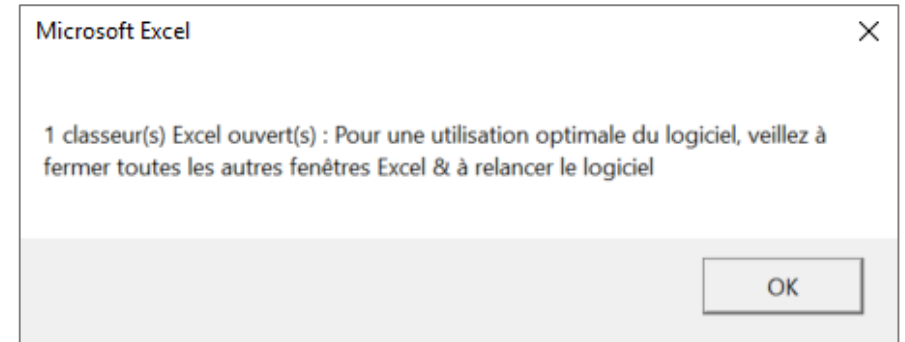 Microsoft Excel
1 classeur(s) Excel ouvert(s) : Pour une utilisation optimale du logiciel, veillez à
fermer toutes les autres fenêtres Excel & à relancer le logiciel
OK